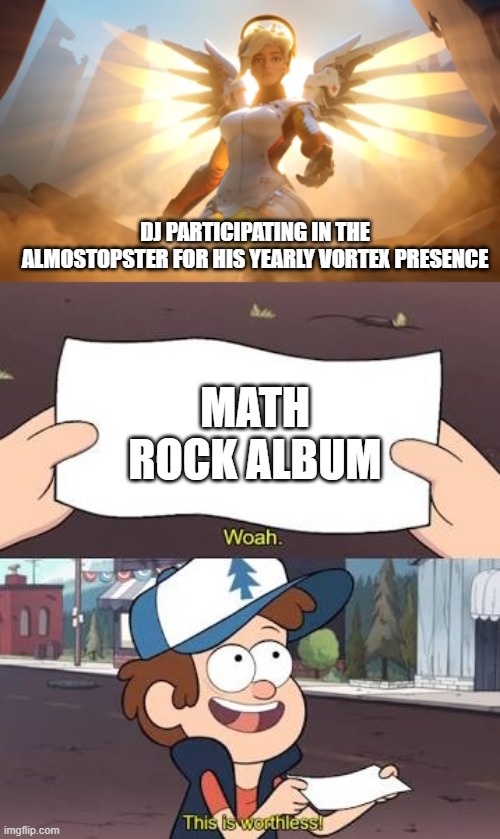 DJ PARTICIPATING IN THE
ALMOSTOPSTER FOR HIS YEARLY VORTEX PRESENCE
MATH
ROCK ALBUM
Woah.
This is worthless!
imgflip.com